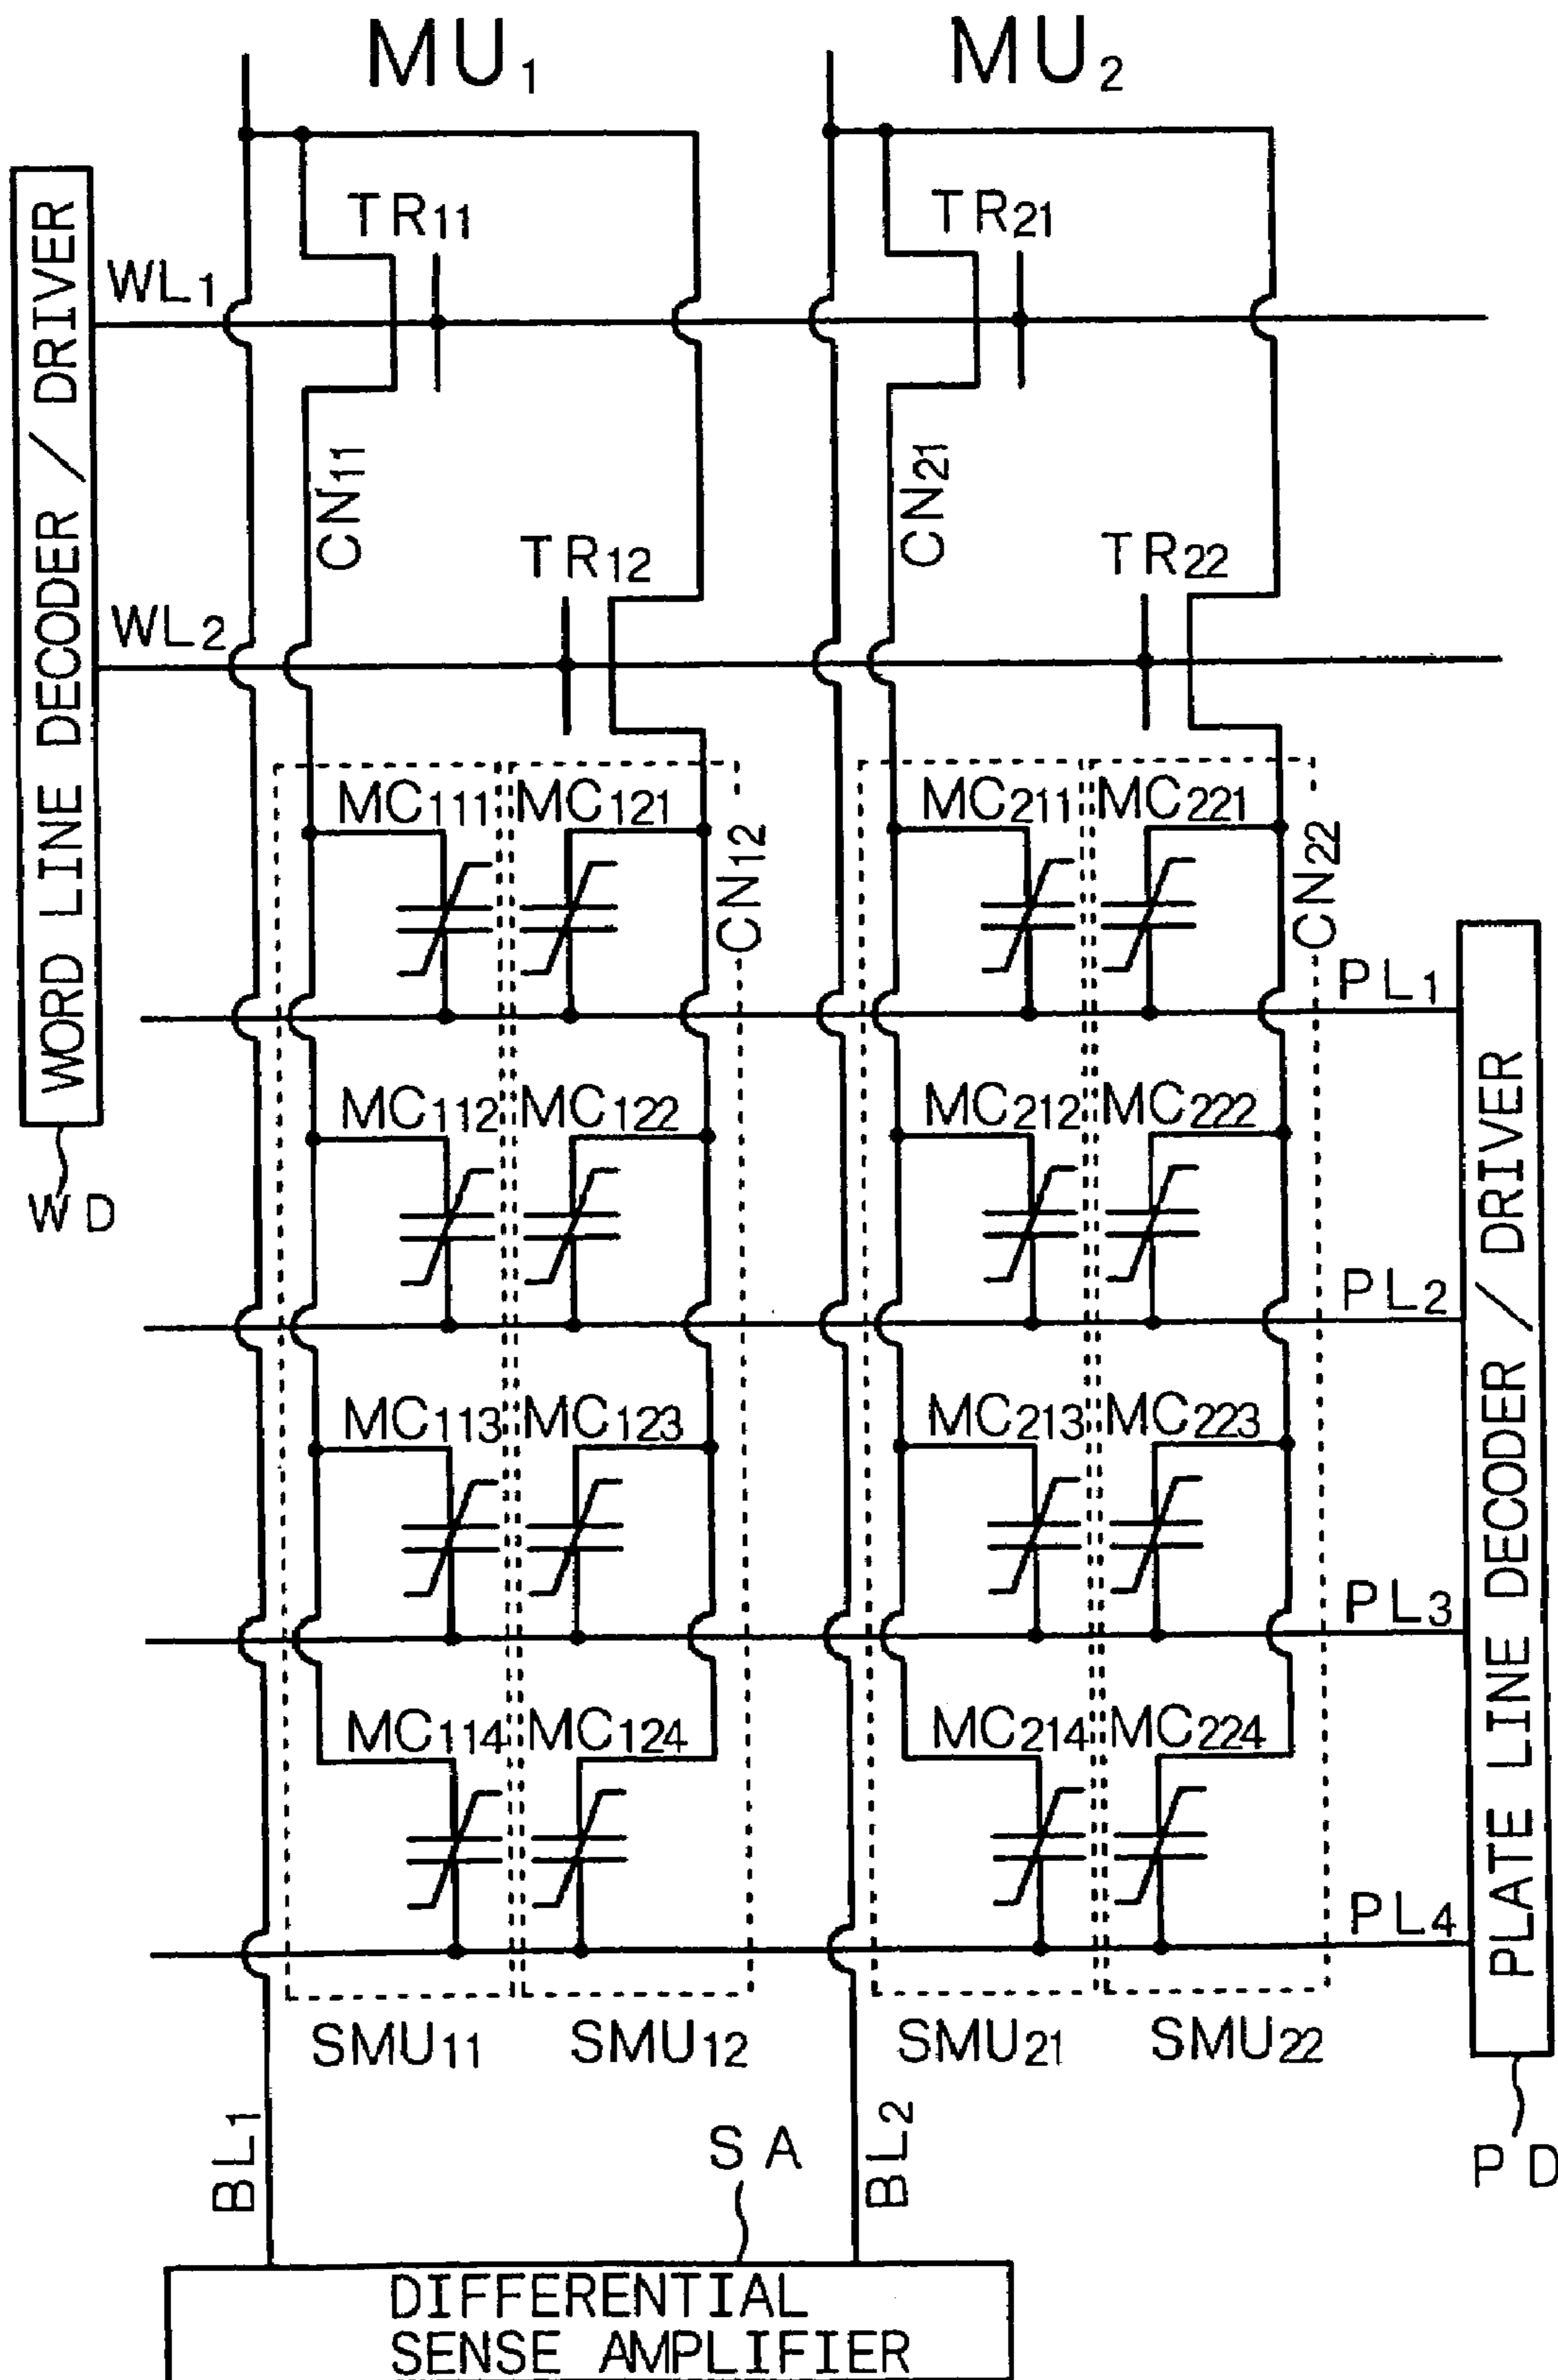 MU1 MU2
TR11 TR21
WL1
WORD LINE DECODER / DRIVER
CN11 CN21
TR12 TR22
WL2
MC111 MC121 MC211 MC221
CN12 CN22
PL1
MC112 MC122 MC212 MC222
WD
PL2
PLATE LINE DECODER / DRIVER
MC113 MC123 MC213 MC223
PL3
MC114 MC124 MC214 MC224
PL4
SMU11 SMU12 SMU21 SMU22
BL1 SA BL2
PD
DIFFERENTIAL
SENSE AMPLIFIER